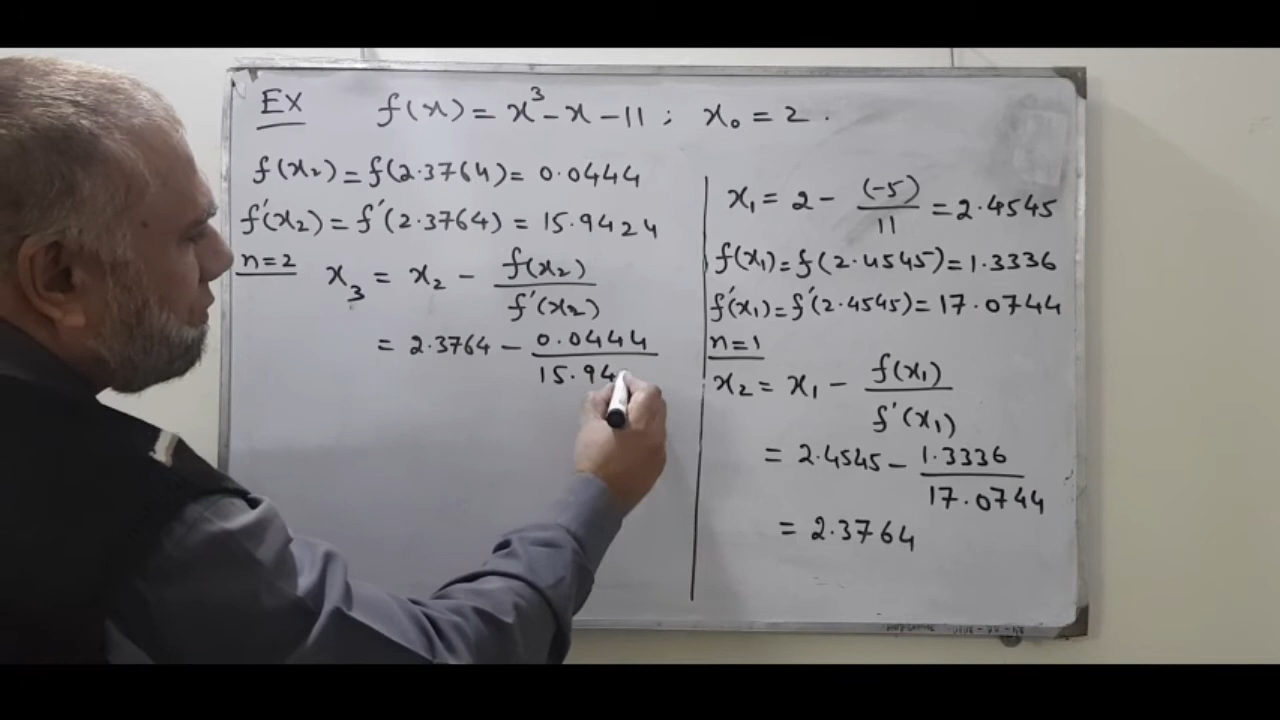 EX f(x) = x³ - x - 11 ; x₀ = 2 .
f(x₂) = f(2.3764) = 0.0444
f'(x₂) = f'(2.3764) = 15.9424
n=2 x₃ = x₂ - f(x₂) / f'(x₂)
= 2.3764 - 0.0444 / 15.94
x₁ = 2 - (-5) / 11 = 2.4545
f(x₁) = f(2.4545) = 1.3336
f'(x₁) = f'(2.4545) = 17.0744
n=1
x₂ = x₁ - f(x₁) / f'(x₁)
= 2.4545 - 1.3336 / 17.0744
= 2.3764